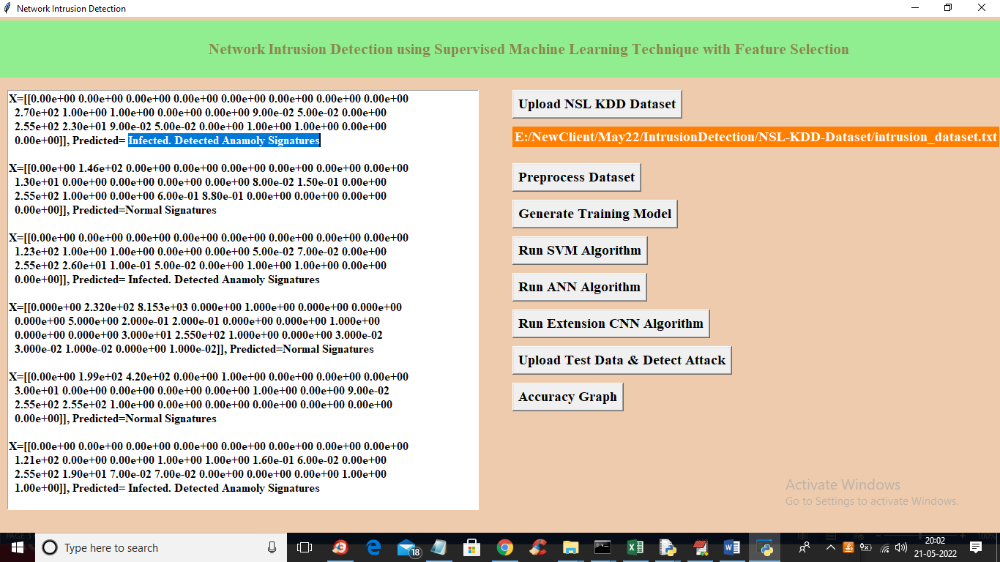 Network Intrusion Detection
Network Intrusion Detection using Supervised Machine Learning Technique with Feature Selection
X=[[0.00e+00 0.00e+00 0.00e+00 0.00e+00 0.00e+00 0.00e+00 0.00e+00 0.00e+00
2.70e+02 1.00e+00 1.00e+00 0.00e+00 0.00e+00 9.00e-02 5.00e-02 0.00e+00
2.55e+02 2.30e+01 9.00e-02 5.00e-02 0.00e+00 1.00e+00 1.00e+00 0.00e+00
0.00e+00]], Predicted= Infected. Detected Anamoly Signatures
X=[[0.00e+00 1.46e+02 0.00e+00 0.00e+00 0.00e+00 0.00e+00 0.00e+00 0.00e+00
1.30e+01 0.00e+00 0.00e+00 0.00e+00 0.00e+00 8.00e-02 1.50e-01 0.00e+00
2.55e+02 1.00e+00 0.00e+00 6.00e-01 8.80e-01 0.00e+00 0.00e+00 0.00e+00
0.00e+00]], Predicted=Normal Signatures
X=[[0.00e+00 0.00e+00 0.00e+00 0.00e+00 0.00e+00 0.00e+00 0.00e+00 0.00e+00
1.23e+02 1.00e+00 1.00e+00 0.00e+00 0.00e+00 5.00e-02 7.00e-02 0.00e+00
2.55e+02 2.60e+01 1.00e-01 5.00e-02 0.00e+00 1.00e+00 1.00e+00 0.00e+00
0.00e+00]], Predicted= Infected. Detected Anamoly Signatures
X=[[0.000e+00 2.320e+02 8.153e+03 0.000e+00 1.000e+00 0.000e+00 0.000e+00
0.000e+00 5.000e+00 2.000e-01 2.000e-01 0.000e+00 0.000e+00 1.000e+00
0.000e+00 0.000e+00 3.000e+01 2.550e+02 1.000e+00 0.000e+00 3.000e-02
3.000e-02 1.000e-02 0.000e+00 1.000e-02]], Predicted=Normal Signatures
X=[[0.00e+00 1.99e+02 4.20e+02 0.00e+00 1.00e+00 0.00e+00 0.00e+00 0.00e+00
3.00e+01 0.00e+00 0.00e+00 0.00e+00 0.00e+00 1.00e+00 0.00e+00 9.00e-02
2.55e+02 2.55e+02 1.00e+00 0.00e+00 0.00e+00 0.00e+00 0.00e+00 0.00e+00
0.00e+00]], Predicted=Normal Signatures
X=[[0.00e+00 0.00e+00 0.00e+00 0.00e+00 0.00e+00 0.00e+00 0.00e+00 0.00e+00
1.21e+02 0.00e+00 0.00e+00 1.00e+00 1.00e+00 1.60e-01 6.00e-02 0.00e+00
2.55e+02 1.90e+01 7.00e-02 7.00e-02 0.00e+00 0.00e+00 0.00e+00 1.00e+00
1.00e+00]], Predicted= Infected. Detected Anamoly Signatures
Upload NSL KDD Dataset
E:/NewClient/May22/IntrusionDetection/NSL-KDD-Dataset/intrusion_dataset.txt
Preprocess Dataset
Generate Training Model
Run SVM Algorithm
Run ANN Algorithm
Run Extension CNN Algorithm
Upload Test Data & Detect Attack
Accuracy Graph
Activate Windows
Go to Settings to activate Windows.
Type here to search
18
20:02
21-05-2022